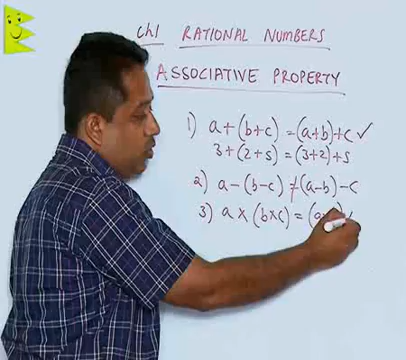 Ch1 RATIONAL NUMBERS
ASSOCIATIVE PROPERTY
1) a+(b+c) =(a+b)+c ✓
3+(2+5) =(3+2)+5
2) a-(b-c) ≠(a-b)-c
3) a×(b×c) = (a